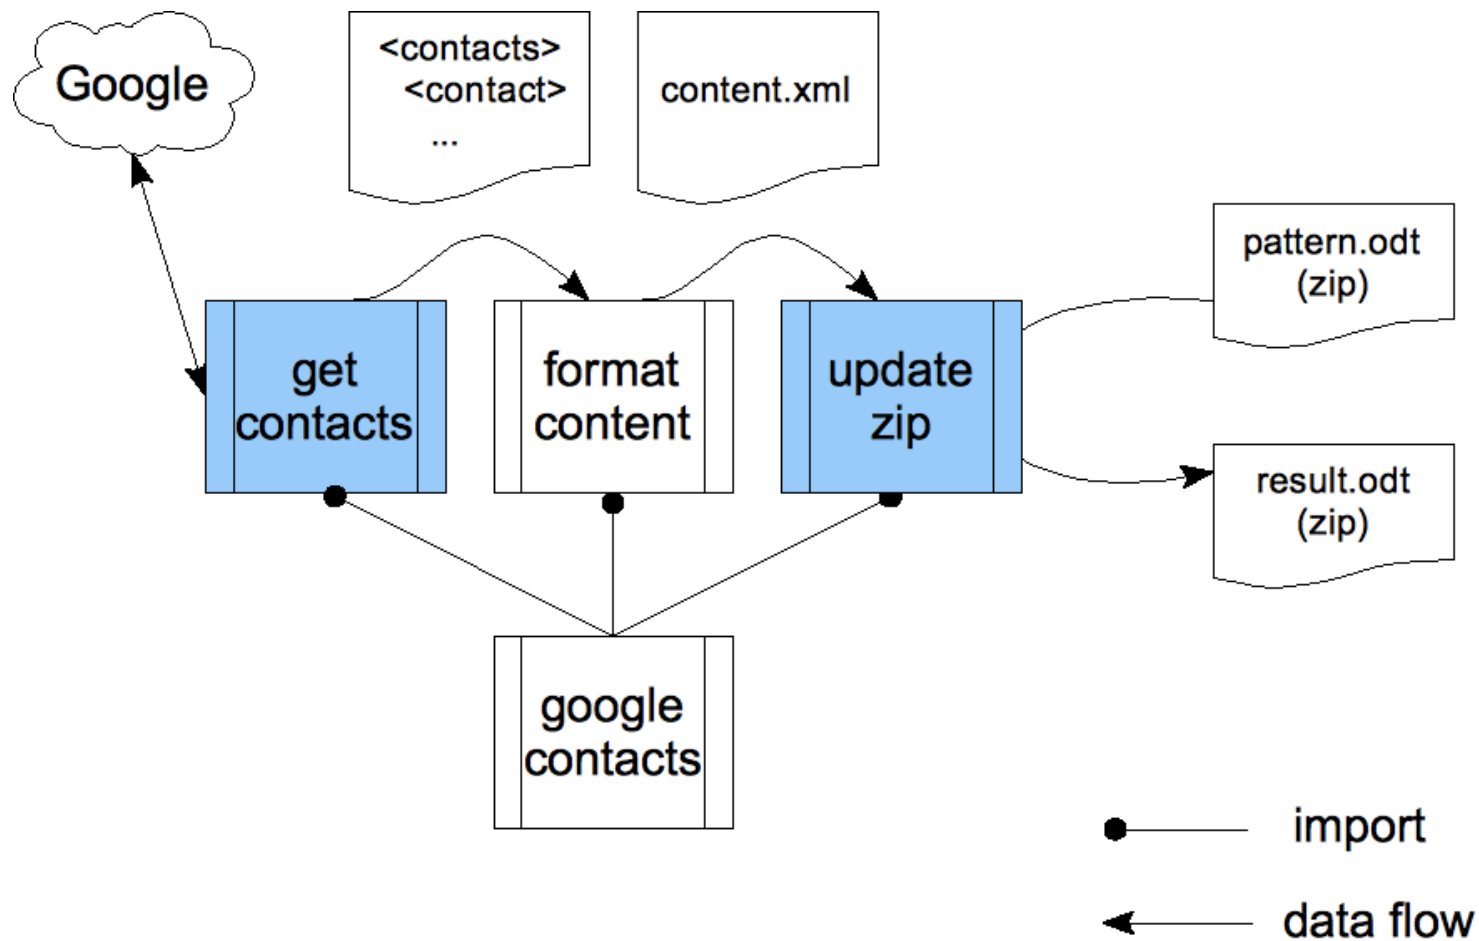 Google
<contacts>
<contact>
...
content.xml
pattern.odt
(zip)
get
contacts
format
content
update
zip
result.odt
(zip)
google
contacts
import
data flow